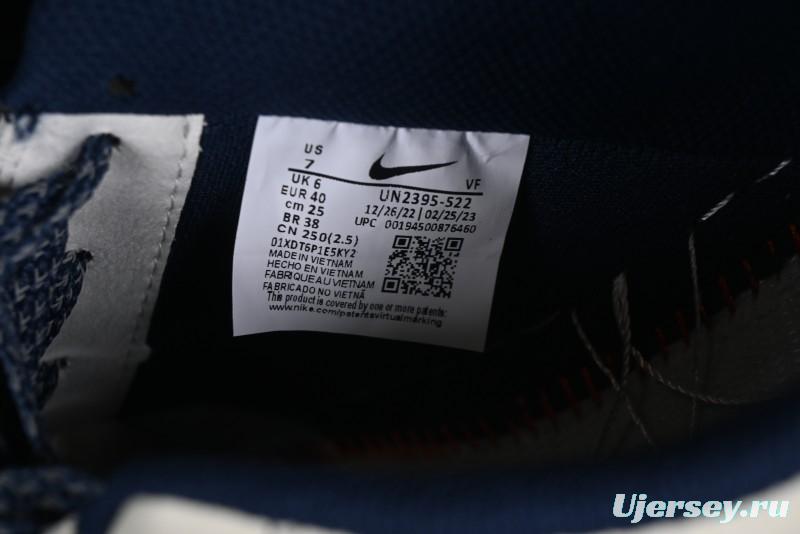 US
7
UK 6
EUR 40
cm 25
BR 38
CN 250(2.5)
VF
UN2395-522
12/26/22 | 02/25/23
UPC 00194500876460
01XDT6P1E5KY2
MADE IN VIETNAM
HECHO EN VIETNAM
FABRIQUE AU VIETNAM
FABRICADO NO VIETNÃ
This product is covered by one or more patents:
www.nike.com/patentsvirtualmarking
Ujersey.ru